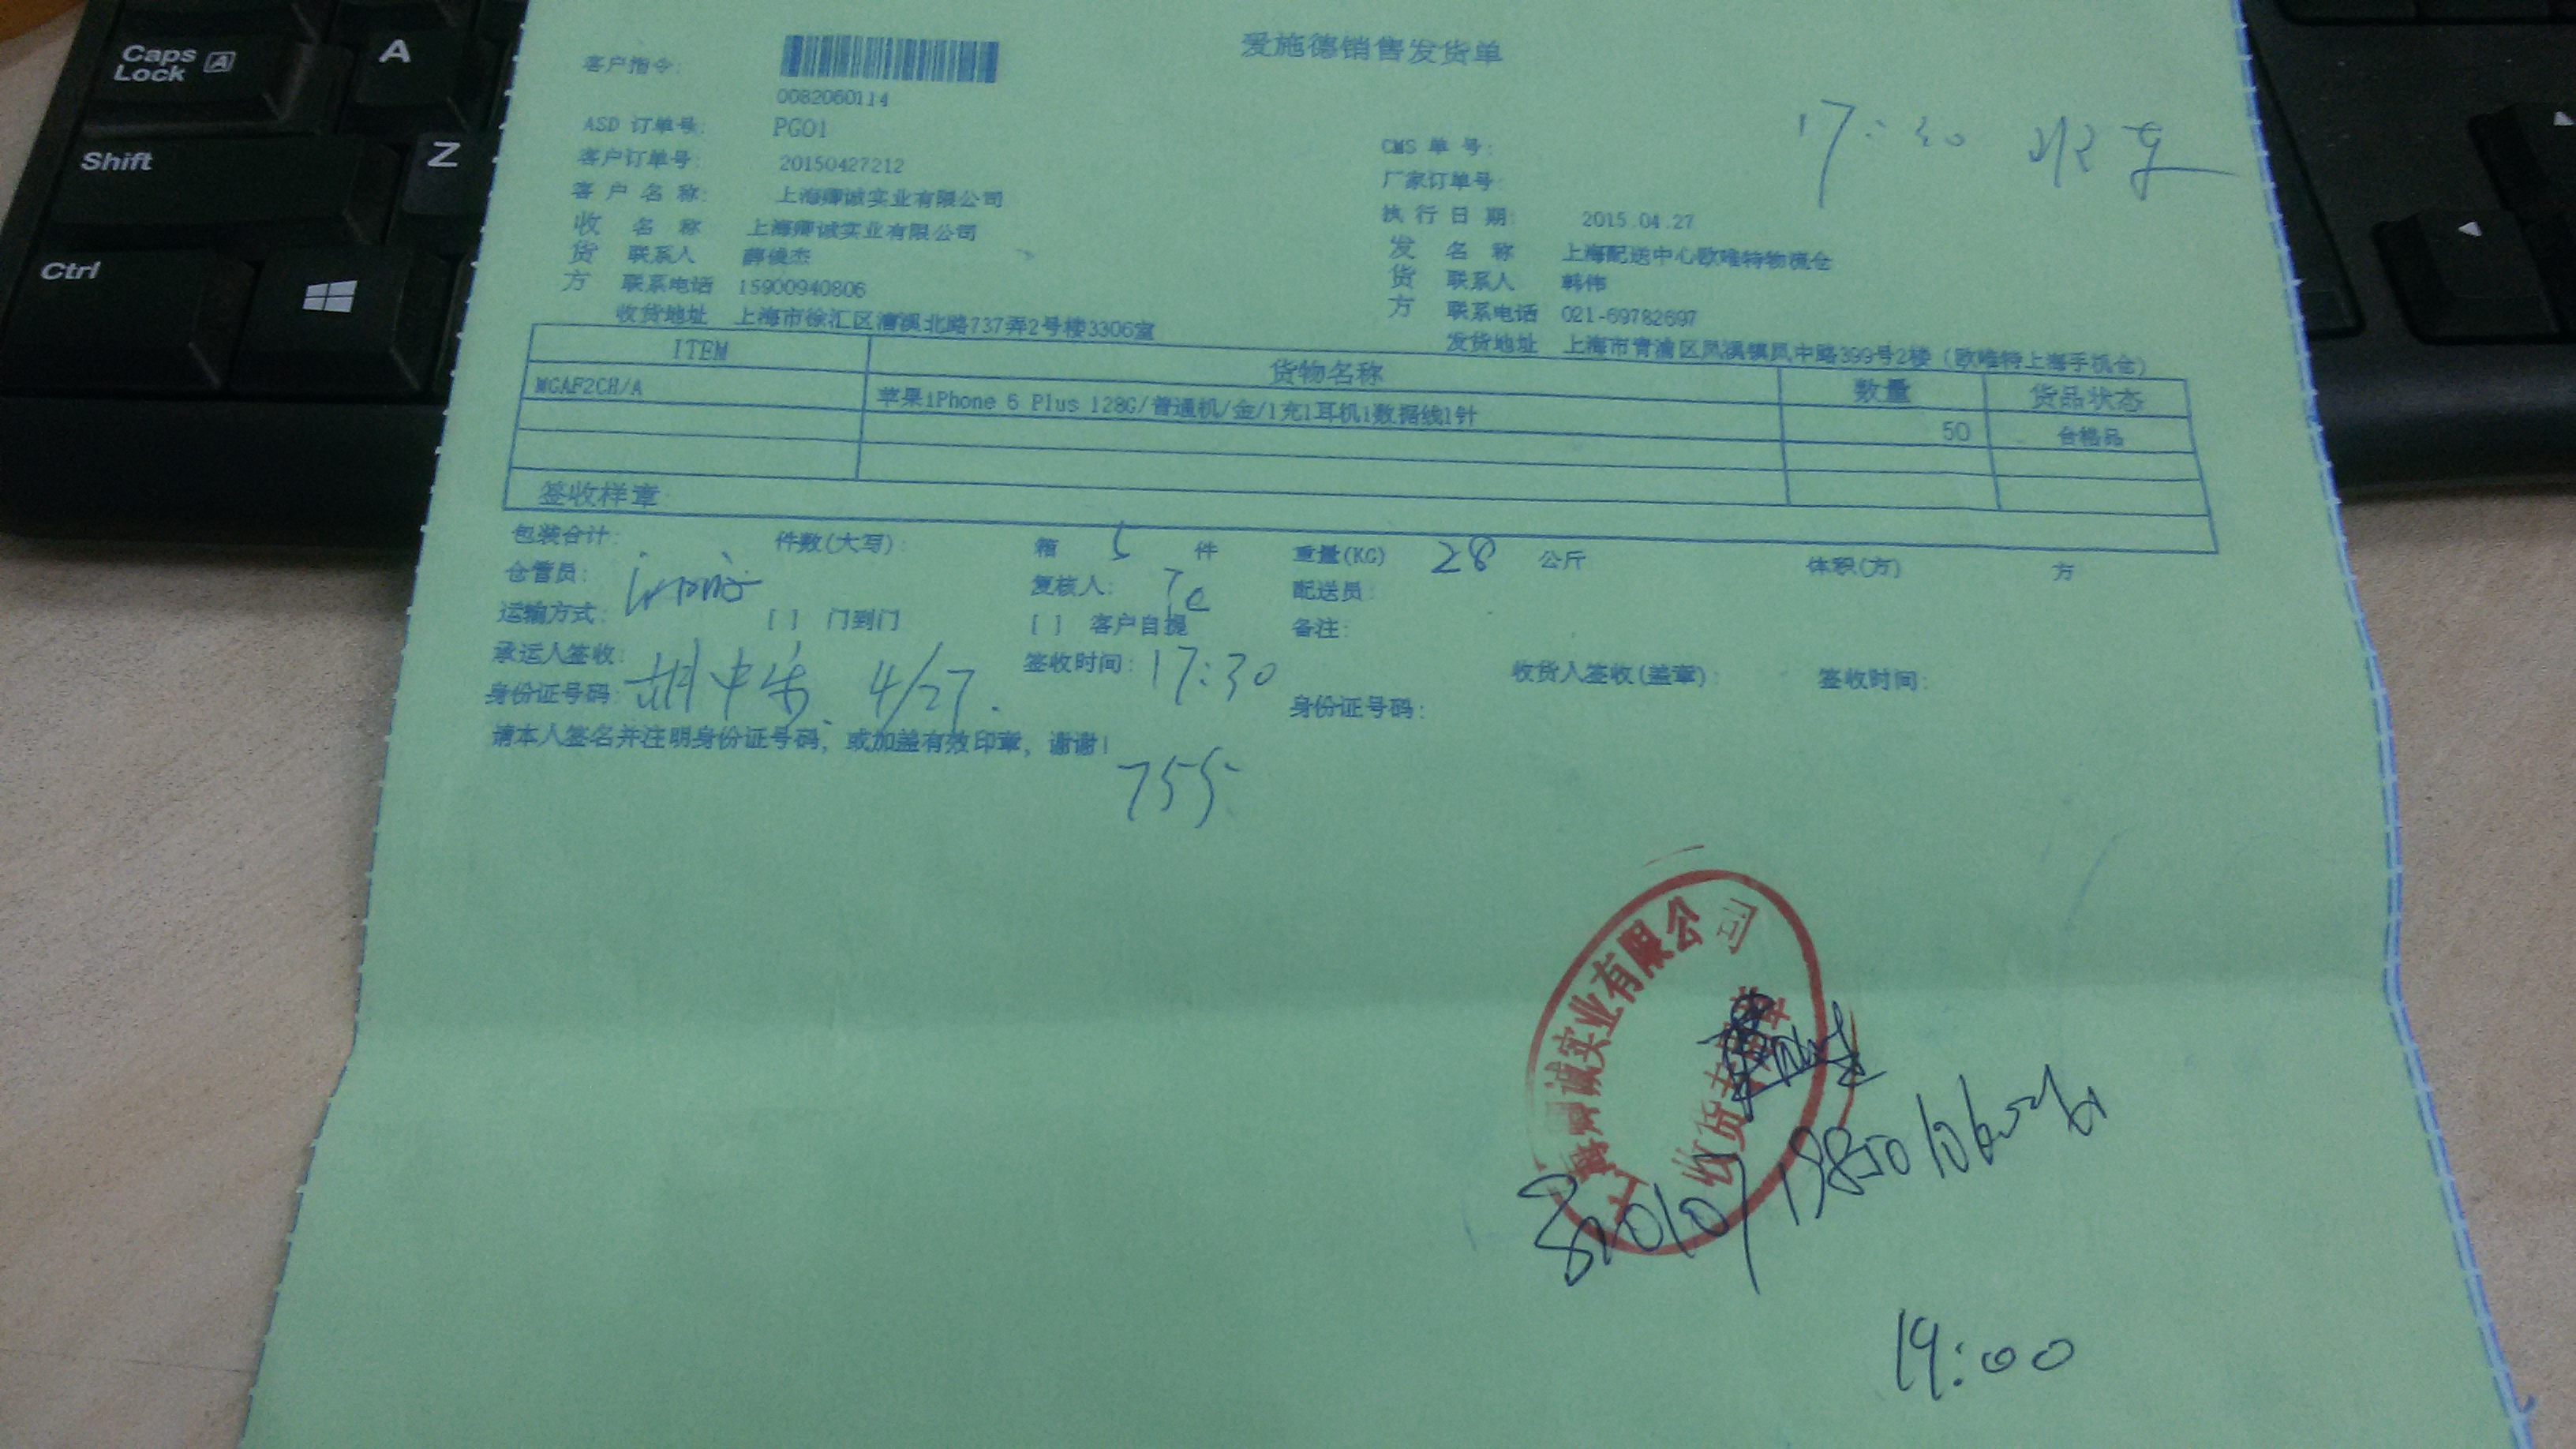 Caps Lock A
A
Shift
Z
Ctrl
爱施德销售发货单
客户指令:
0082060114
17:30
ASD 订单号: PGO1
CMS 单 号:
客户订单号: 20150427212
厂家订单号:
客 户 名 称: 上海卿诚实业有限公司
执 行 日 期: 2015.04.27
收货方
名 称 上海卿诚实业有限公司
联系人 薛俊杰
联系电话 15900940806
收货地址 上海市徐汇区漕溪北路737弄2号楼3306室
发货方
名 称 上海配送中心欧唯特物流仓
联系人 韩伟
联系电话 021-69782697
发货地址 上海市青浦区凤溪镇凤中路399号2楼(欧唯特上海手机仓)
ITEM 货物名称 数量 货品状态
MGAF2CH/A 苹果iPhone 6 Plus 128G/普通机/金/1充1耳机1数据线1针 50 合格品
签收样章
包装合计: 件数(大写): 箱 5 件 重量(KG) 28 公斤 体积(方) 方
仓管员: 复核人: 配送员:
运输方式: [ ] 门到门 [ ] 客户自提 备注:
承运人签收: 4/27. 签收时间: 17:30 收货人签收(盖章): 签收时间:
身份证号码: 身份证号码:
请本人签名并注明身份证号码，或加盖有效印章，谢谢!
755
上海卿诚实业有限公司
收货专用章
19:00